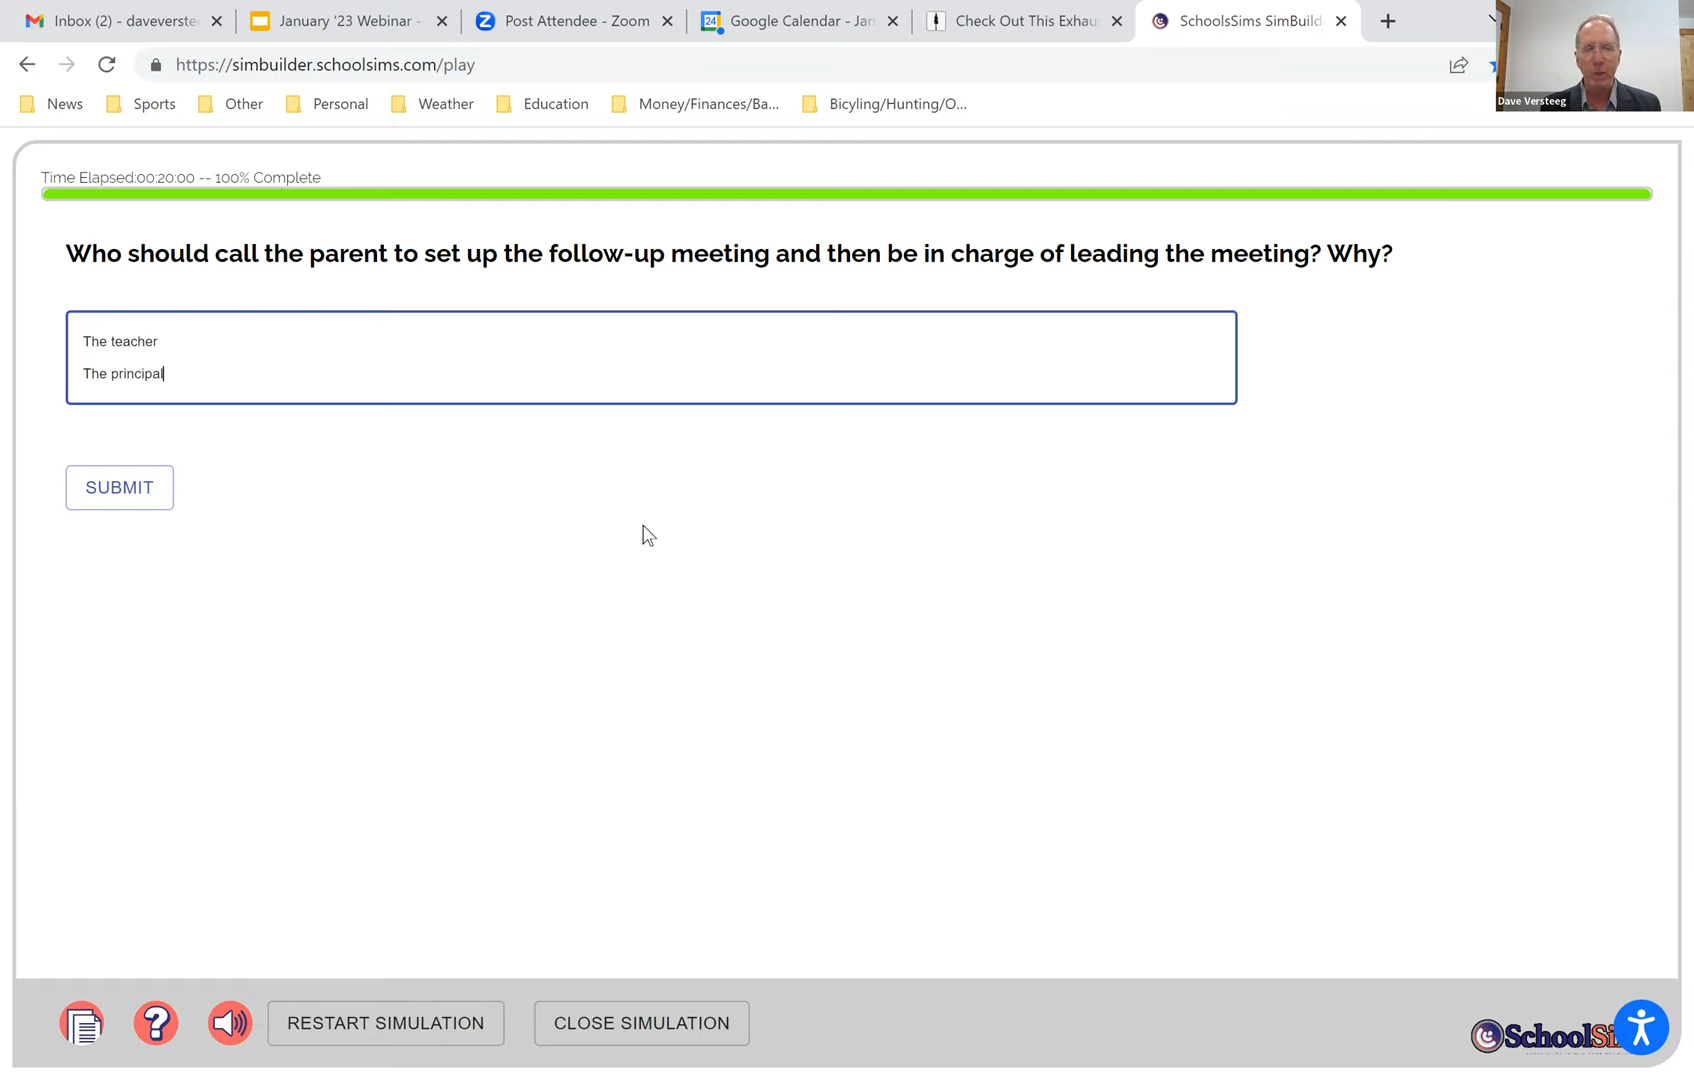 Inbox (2) - daveverstee
January '23 Webinar -
Post Attendee - Zoom
24
Google Calendar - Jan
Check Out This Exhau
SchoolsSims SimBuild
https://simbuilder.schoolsims.com/play
News
Sports
Other
Personal
Weather
Education
Money/Finances/Ba...
Bicyling/Hunting/O...
Dave Versteeg
Time Elapsed:00:20:00 -- 100% Complete
Who should call the parent to set up the follow-up meeting and then be in charge of leading the meeting? Why?
The teacher
The principal
SUBMIT
?
RESTART SIMULATION
CLOSE SIMULATION
SchoolSi